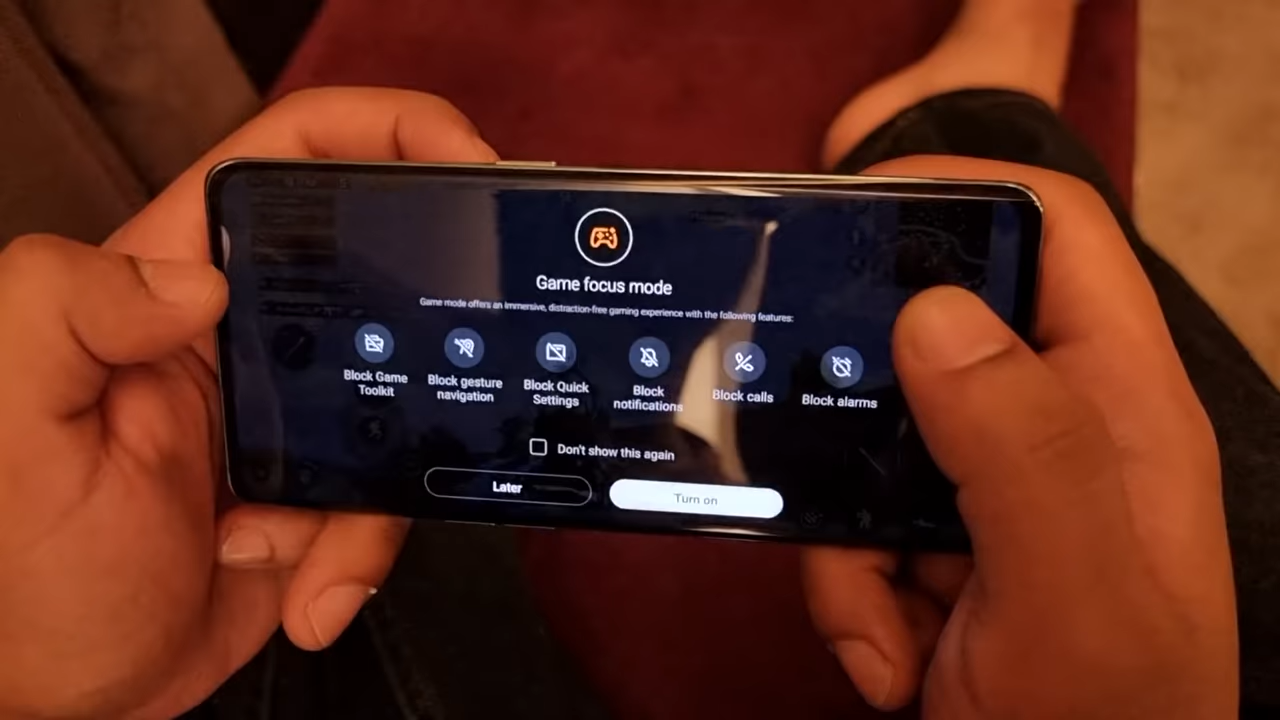 Game focus mode
Game mode offers an immersive, distraction-free gaming experience with the following features:
Block Game
Toolkit
Block gesture
navigation
Block Quick
Settings
Block
notifications
Block calls
Block alarms
Don't show this again
Later
Turn on